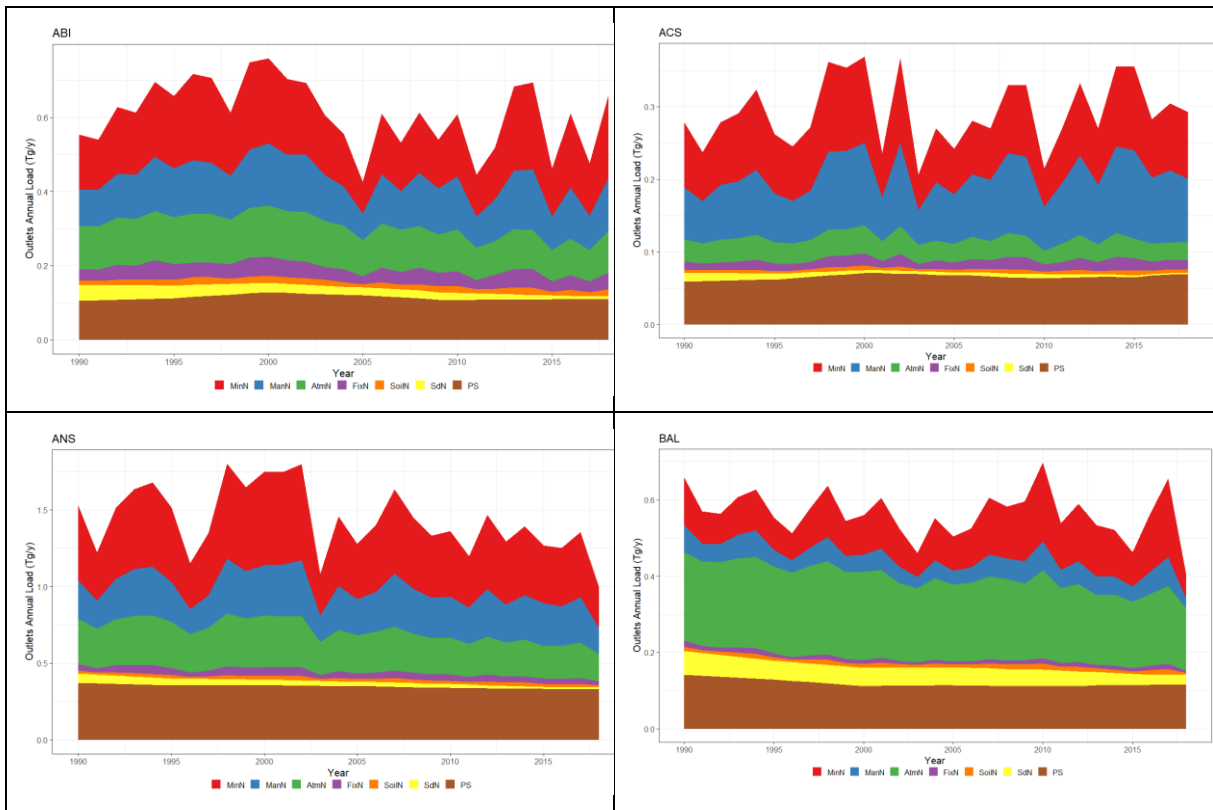 ABI
Outlets Annual Load (Tg/y)
0.6
0.4
0.2
0.0
1990 1995 2000 2005 2010 2015
Year
MinN ManN AtmN FixN SoilN SdN PS
ACS
Outlets Annual Load (Tg/y)
0.3
0.2
0.1
0.0
1990 1995 2000 2005 2010 2015
Year
MinN ManN AtmN FixN SoilN SdN PS
ANS
Outlets Annual Load (Tg/y)
1.5
1.0
0.5
0.0
1990 1995 2000 2005 2010 2015
Year
MinN ManN AtmN FixN SoilN SdN PS
BAL
Outlets Annual Load (Tg/y)
0.6
0.4
0.2
0.0
1990 1995 2000 2005 2010 2015
Year
MinN ManN AtmN FixN SoilN SdN PS